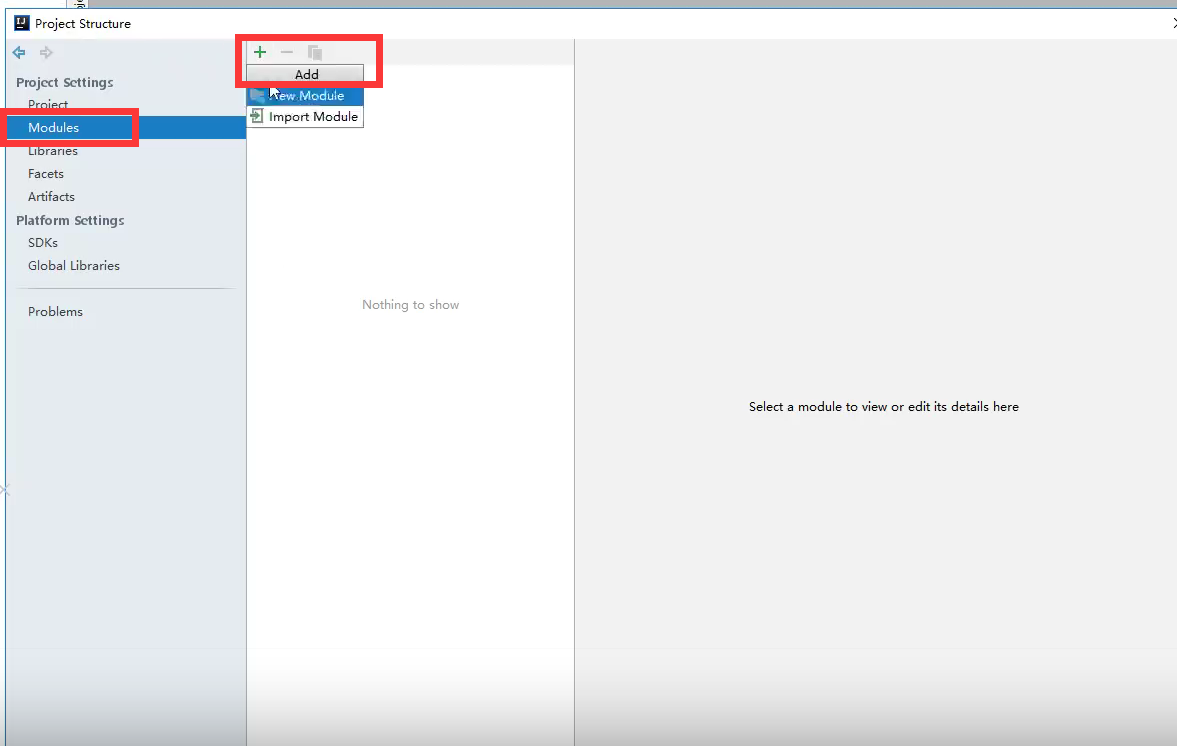 Project Structure
Project Settings
Project
Modules
Libraries
Facets
Artifacts
Platform Settings
SDKs
Global Libraries
Problems
Add
New Module
Import Module
Nothing to show
Select a module to view or edit its details here